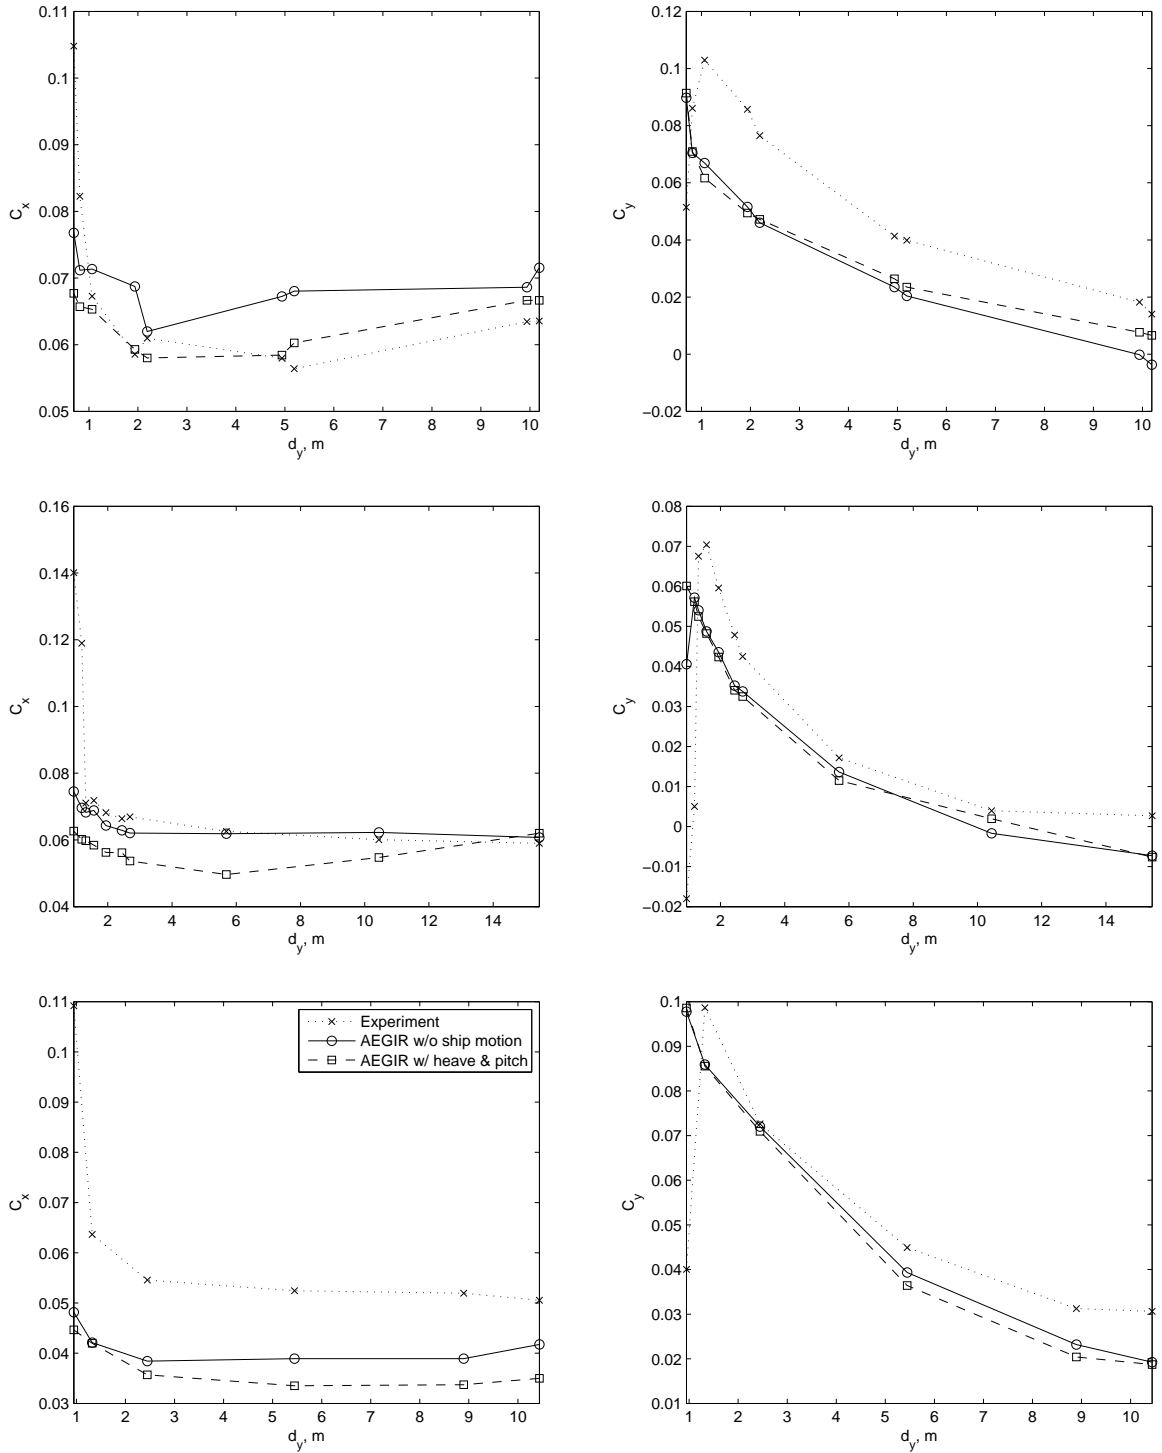 0.11
0.1
0.09
0.08
0.07
0.06
0.05
C_x
1 2 3 4 5 6 7 8 9 10
d_y, m
0.12
0.1
0.08
0.06
0.04
0.02
0
−0.02
C_y
1 2 3 4 5 6 7 8 9 10
d_y, m
0.16
0.14
0.12
0.1
0.08
0.06
0.04
C_x
2 4 6 8 10 12 14
d_y, m
0.08
0.07
0.06
0.05
0.04
0.03
0.02
0.01
0
−0.01
−0.02
C_y
2 4 6 8 10 12 14
d_y, m
0.11
0.1
0.09
0.08
0.07
0.06
0.05
0.04
0.03
C_x
Experiment
AEGIR w/o ship motion
AEGIR w/ heave & pitch
1 2 3 4 5 6 7 8 9 10
d_y, m
0.1
0.09
0.08
0.07
0.06
0.05
0.04
0.03
0.02
0.01
C_y
1 2 3 4 5 6 7 8 9 10
d_y, m